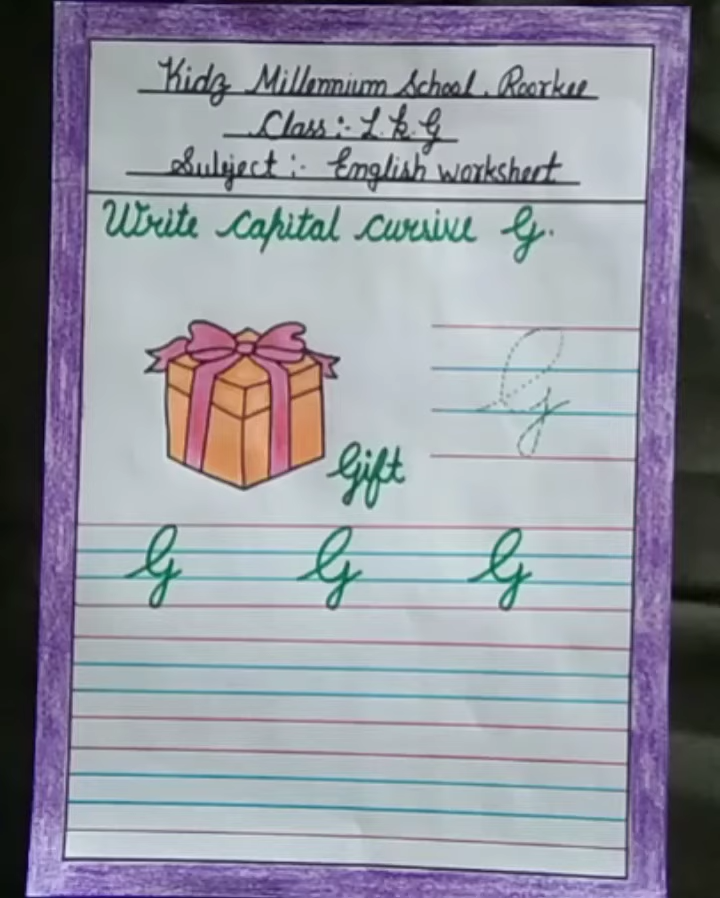 Kidz Millennium School, Roorkee
Class:- L.K.G
Subject:- English worksheet
Write capital cursive G.
G
Gift
G G G